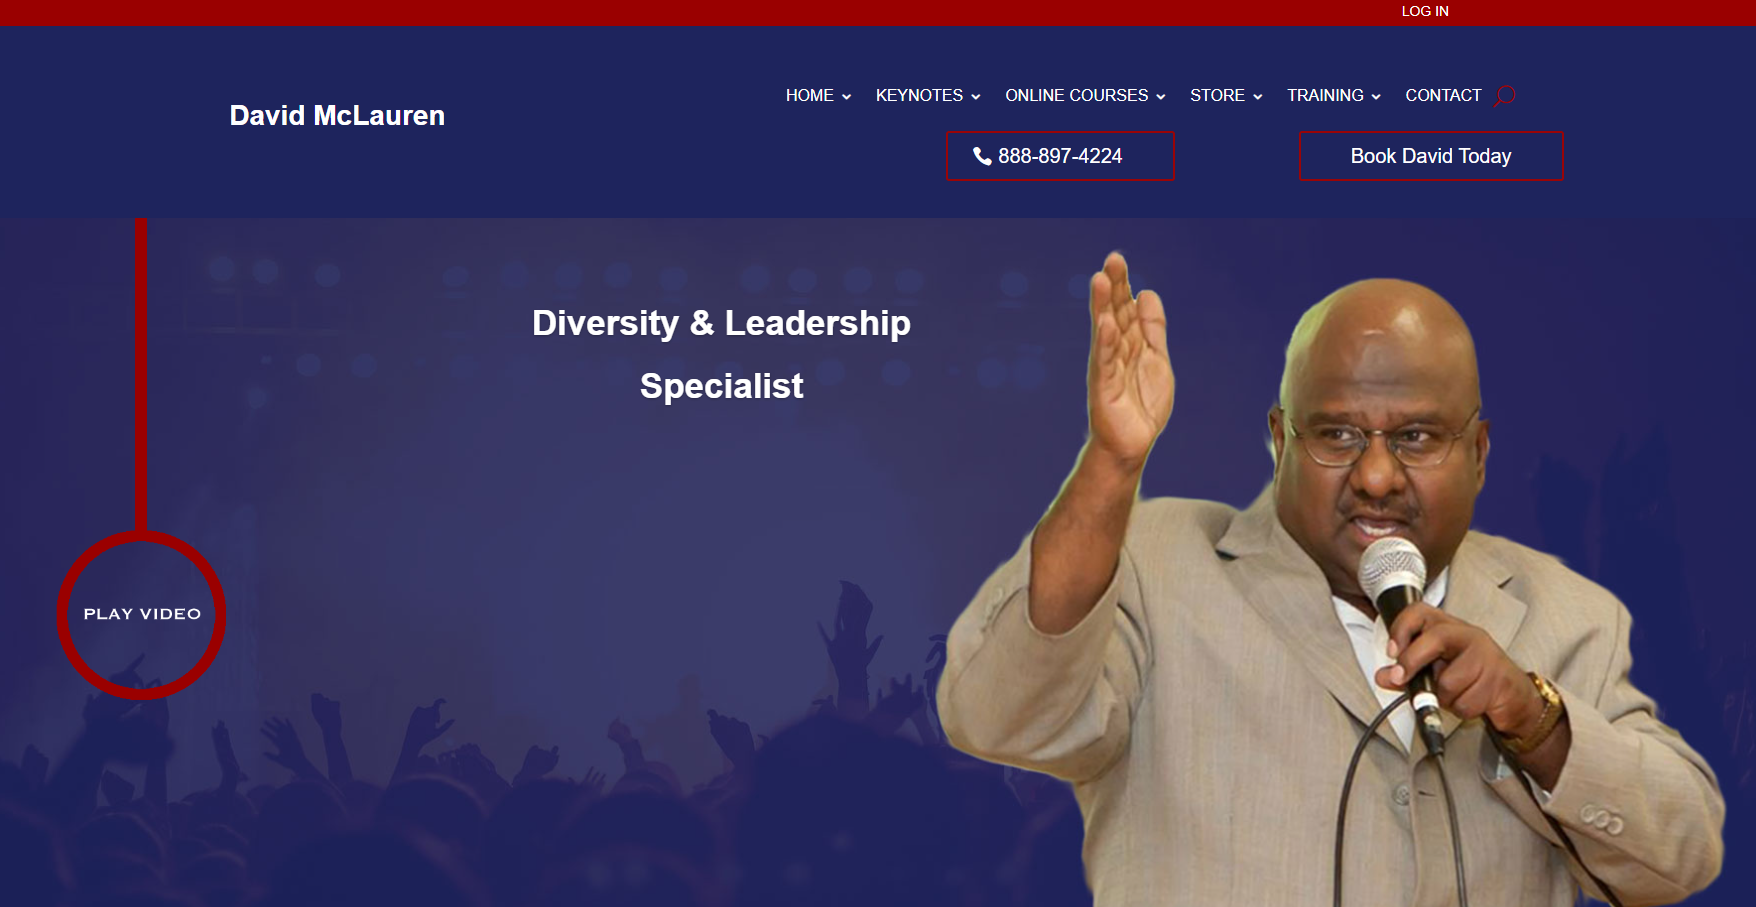 LOG IN
David McLauren
HOME KEYNOTES ONLINE COURSES STORE TRAINING CONTACT
888-897-4224
Book David Today
Diversity & Leadership
Specialist
PLAY VIDEO